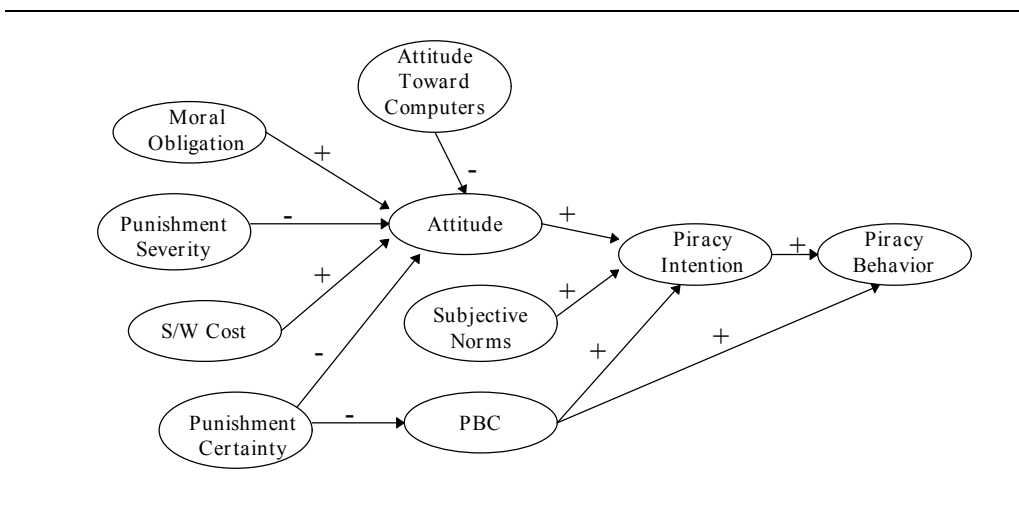 Attitude
Toward
Computers
Moral
Obligation
+
-
Punishment
Severity
-
Attitude
+
Piracy
Intention
+
Piracy
Behavior
S/W Cost
+
Subjective
Norms
+
-
+
+
Punishment
Certainty
-
PBC